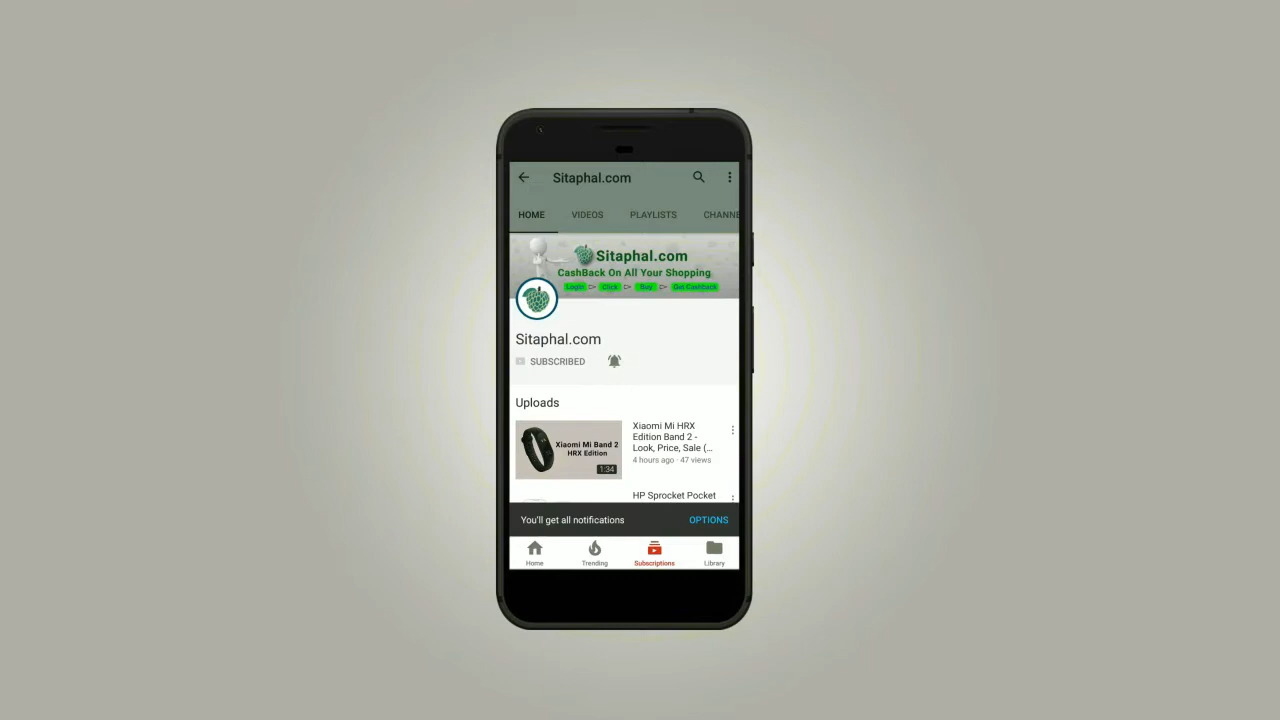 Sitaphal.com
HOME VIDEOS PLAYLISTS CHANNE
Sitaphal.com
CashBack On All Your Shopping
Login Click Buy Get Cashback
Sitaphal.com
SUBSCRIBED
Uploads
Xiaomi Mi Band 2
HRX Edition
1:34
Xiaomi Mi HRX
Edition Band 2 -
Look, Price, Sale (...
4 hours ago · 47 views
HP Sprocket Pocket
You'll get all notifications OPTIONS
Home Trending Subscriptions Library